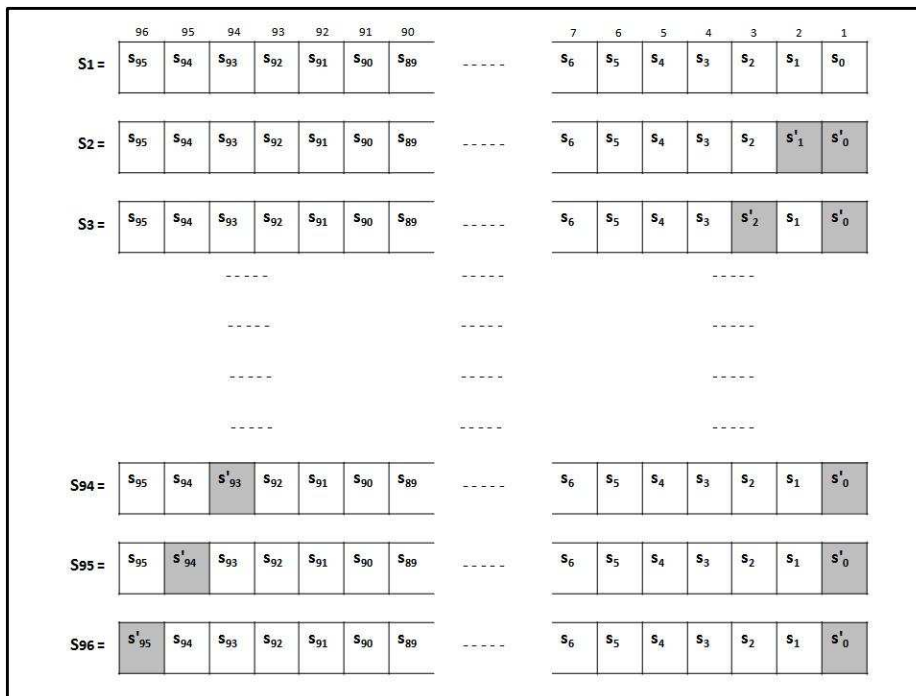 96 95 94 93 92 91 90 7 6 5 4 3 2 1
S1 = s95 s94 s93 s92 s91 s90 s89 ----- s6 s5 s4 s3 s2 s1 s0
S2 = s95 s94 s93 s92 s91 s90 s89 ----- s6 s5 s4 s3 s2 s'1 s'0
S3 = s95 s94 s93 s92 s91 s90 s89 ----- s6 s5 s4 s3 s'2 s1 s'0
----- ----- -----
----- ----- -----
----- ----- -----
----- ----- -----
S94 = s95 s94 s'93 s92 s91 s90 s89 ----- s6 s5 s4 s3 s2 s1 s'0
S95 = s95 s'94 s93 s92 s91 s90 s89 ----- s6 s5 s4 s3 s2 s1 s'0
S96 = s'95 s94 s93 s92 s91 s90 s89 ----- s6 s5 s4 s3 s2 s1 s'0